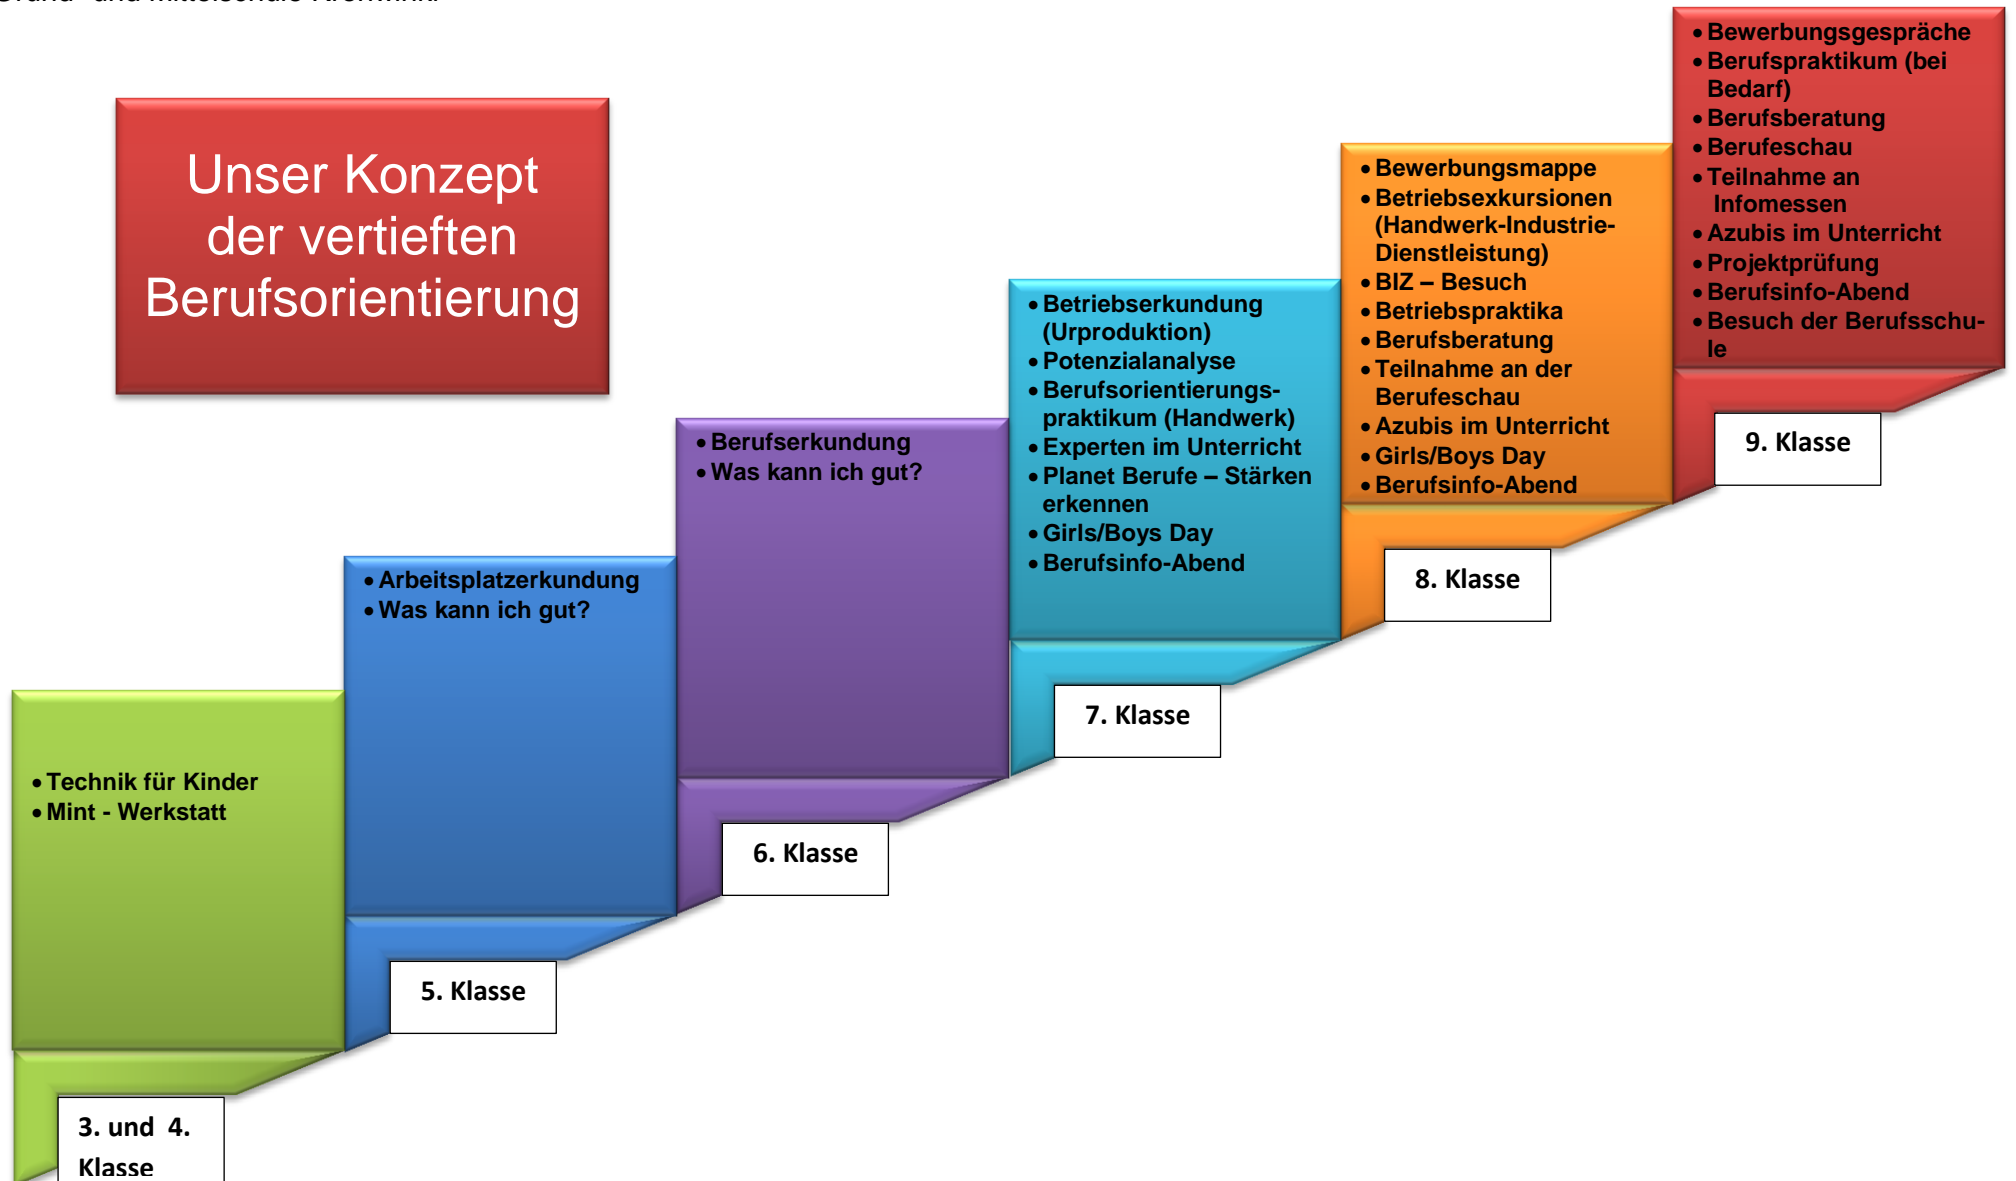 Unser Konzept
der vertieften
Berufsorientierung
• Technik für Kinder
• Mint - Werkstatt
3. und 4.
Klasse
• Arbeitsplatzerkundung
• Was kann ich gut?
5. Klasse
• Berufserkundung
• Was kann ich gut?
6. Klasse
• Betriebserkundung
(Urproduktion)
• Potenzialanalyse
• Berufsorientierungs-
praktikum (Handwerk)
• Experten im Unterricht
• Planet Berufe – Stärken
erkennen
• Girls/Boys Day
• Berufsinfo-Abend
7. Klasse
• Bewerbungsmappe
• Betriebsexkursionen
(Handwerk-Industrie-
Dienstleistung)
• BIZ – Besuch
• Betriebspraktika
• Berufsberatung
• Teilnahme an der
Berufeschau
• Azubis im Unterricht
• Girls/Boys Day
• Berufsinfo-Abend
8. Klasse
• Bewerbungsgespräche
• Berufspraktikum (bei
Bedarf)
• Berufsberatung
• Berufeschau
• Teilnahme an
Infomessen
• Azubis im Unterricht
• Projektprüfung
• Berufsinfo-Abend
• Besuch der Berufsschu-
le
9. Klasse